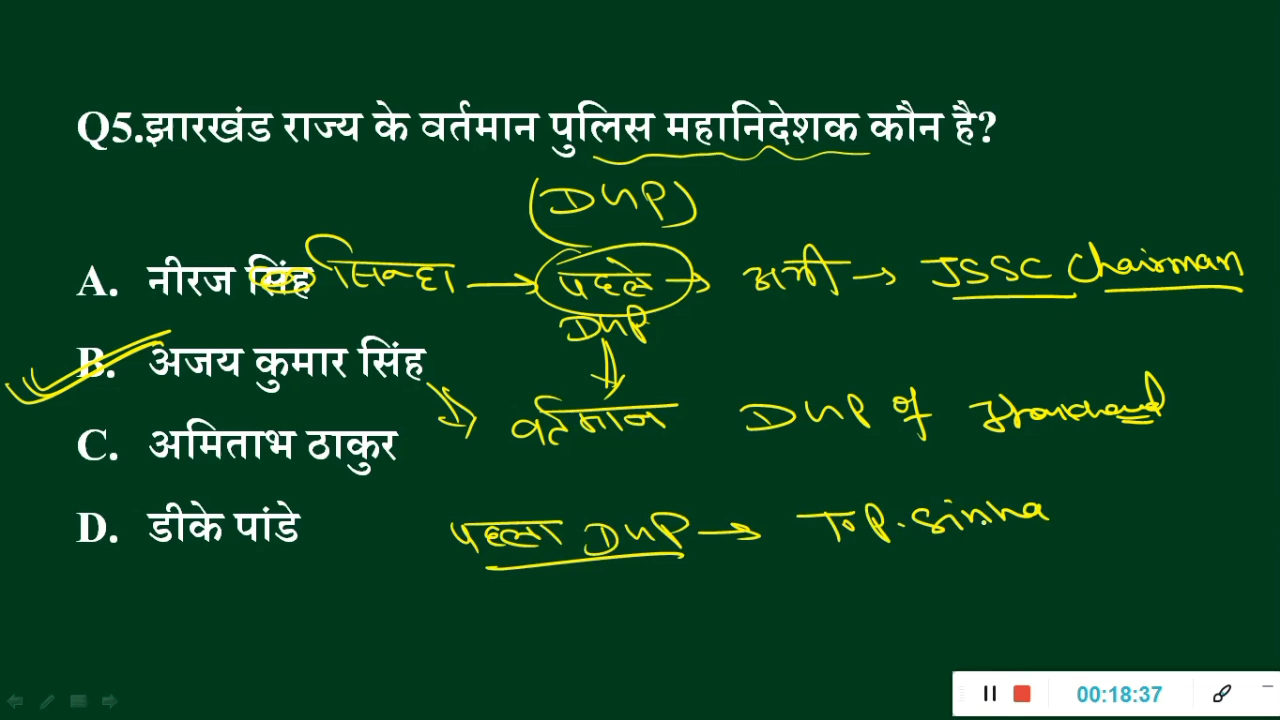 Q5.झारखंड राज्य के वर्तमान पुलिस महानिदेशक कौन है?
(DGP)
A. नीरज सिंह सिन्हा → पहले → अभी → JSSC Chairman
DGP
B. अजय कुमार सिंह
वर्तमान DGP of Jharkhand
C. अमिताभ ठाकुर
D. डीके पांडे
पहला DGP → T.P. Sinha
00:18:37